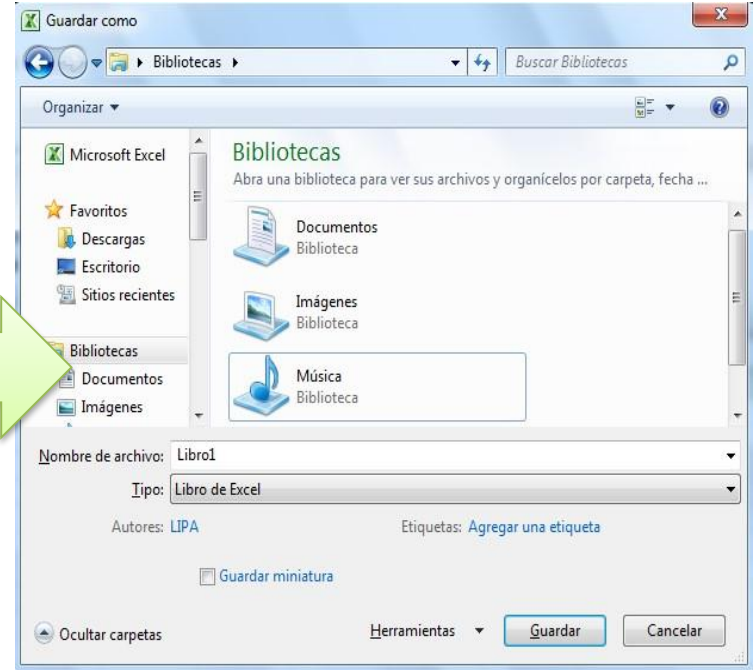 Guardar como
Bibliotecas
Buscar Bibliotecas
Organizar
Microsoft Excel
Favoritos
Descargas
Escritorio
Sitios recientes
Bibliotecas
Documentos
Imágenes
Bibliotecas
Abra una biblioteca para ver sus archivos y organícelos por carpeta, fecha ...
Documentos
Biblioteca
Imágenes
Biblioteca
Música
Biblioteca
Nombre de archivo: Libro1
Tipo: Libro de Excel
Autores: LIPA Etiquetas: Agregar una etiqueta
Guardar miniatura
Ocultar carpetas Herramientas Guardar Cancelar